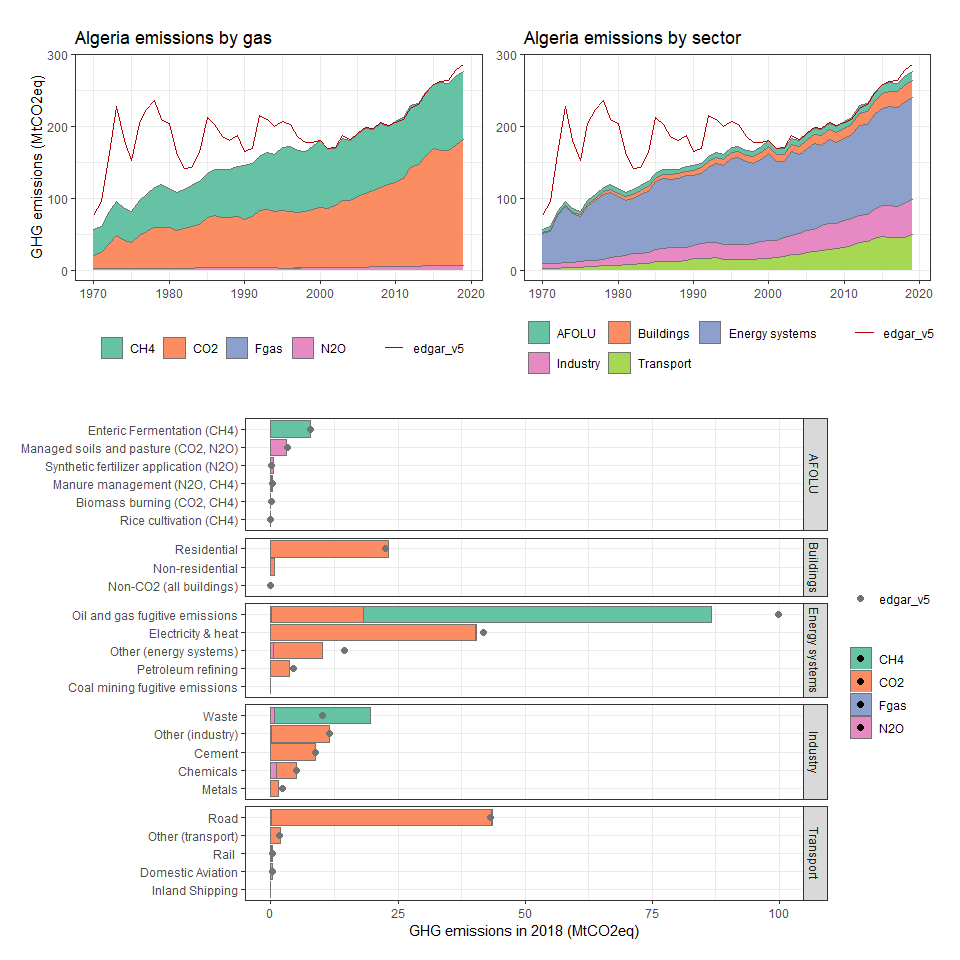 Algeria emissions by gas
GHG emissions (MtCO2eq)
300
200
100
0
1970
1980
1990
2000
2010
2020
CH4
CO2
Fgas
N2O
edgar_v5
Algeria emissions by sector
300
200
100
0
1970
1980
1990
2000
2010
2020
AFOLU
Buildings
Energy systems
edgar_v5
Industry
Transport
Enteric Fermentation (CH4)
Managed soils and pasture (CO2, N2O)
Synthetic fertilizer application (N2O)
Manure management (N2O, CH4)
Biomass burning (CO2, CH4)
Rice cultivation (CH4)
AFOLU
Residential
Non-residential
Non-CO2 (all buildings)
Buildings
Oil and gas fugitive emissions
Electricity & heat
Other (energy systems)
Petroleum refining
Coal mining fugitive emissions
Energy systems
Waste
Other (industry)
Cement
Chemicals
Metals
Industry
Road
Other (transport)
Rail
Domestic Aviation
Inland Shipping
Transport
0
25
50
75
100
GHG emissions in 2018 (MtCO2eq)
edgar_v5
CH4
CO2
Fgas
N2O